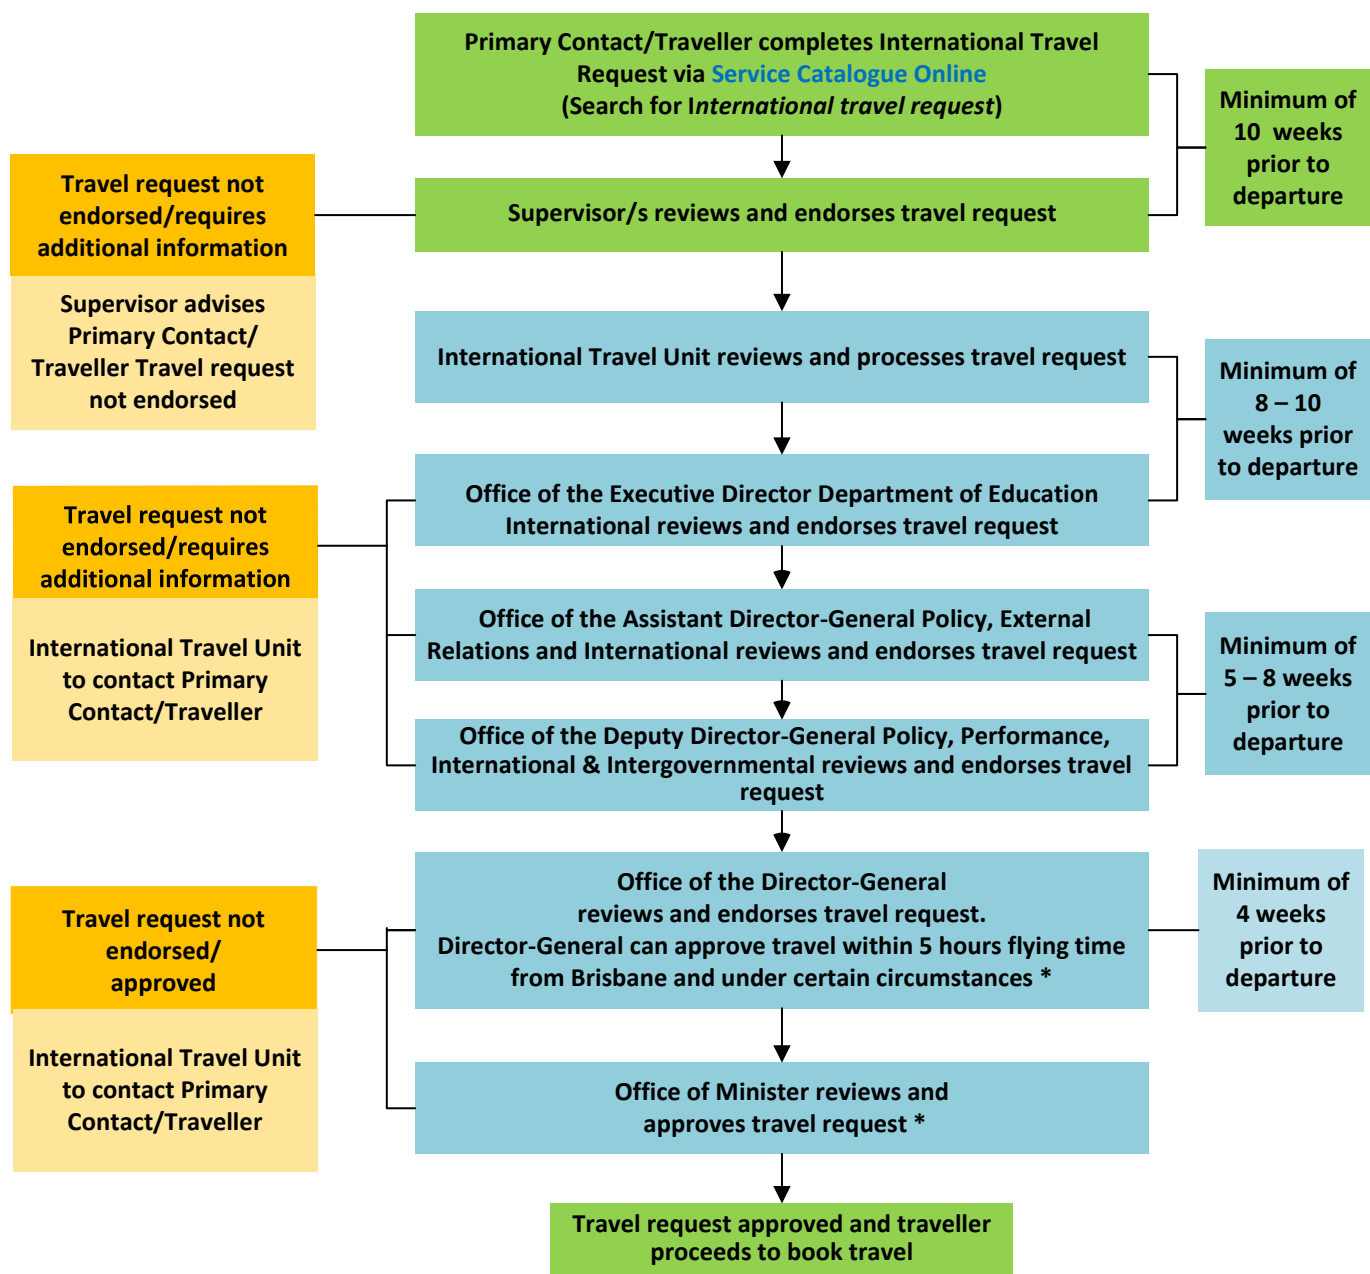 Primary Contact/Traveller completes International Travel
Request via Service Catalogue Online
(Search for International travel request)
Minimum of
10 weeks
prior to
departure
Travel request not
endorsed/requires
additional information
Supervisor/s reviews and endorses travel request
Supervisor advises
Primary Contact/
Traveller Travel request
not endorsed
International Travel Unit reviews and processes travel request
Minimum of
8 – 10
weeks prior
to departure
Office of the Executive Director Department of Education
International reviews and endorses travel request
Travel request not
endorsed/requires
additional information
International Travel Unit
to contact Primary
Contact/Traveller
Office of the Assistant Director-General Policy, External
Relations and International reviews and endorses travel request
Minimum of
5 – 8 weeks
prior to
departure
Office of the Deputy Director-General Policy, Performance,
International & Intergovernmental reviews and endorses travel
request
Office of the Director-General
reviews and endorses travel request.
Director-General can approve travel within 5 hours flying time
from Brisbane and under certain circumstances *
Minimum of
4 weeks
prior to
departure
Travel request not
endorsed/
approved
International Travel Unit
to contact Primary
Contact/Traveller
Office of Minister reviews and
approves travel request *
Travel request approved and traveller
proceeds to book travel